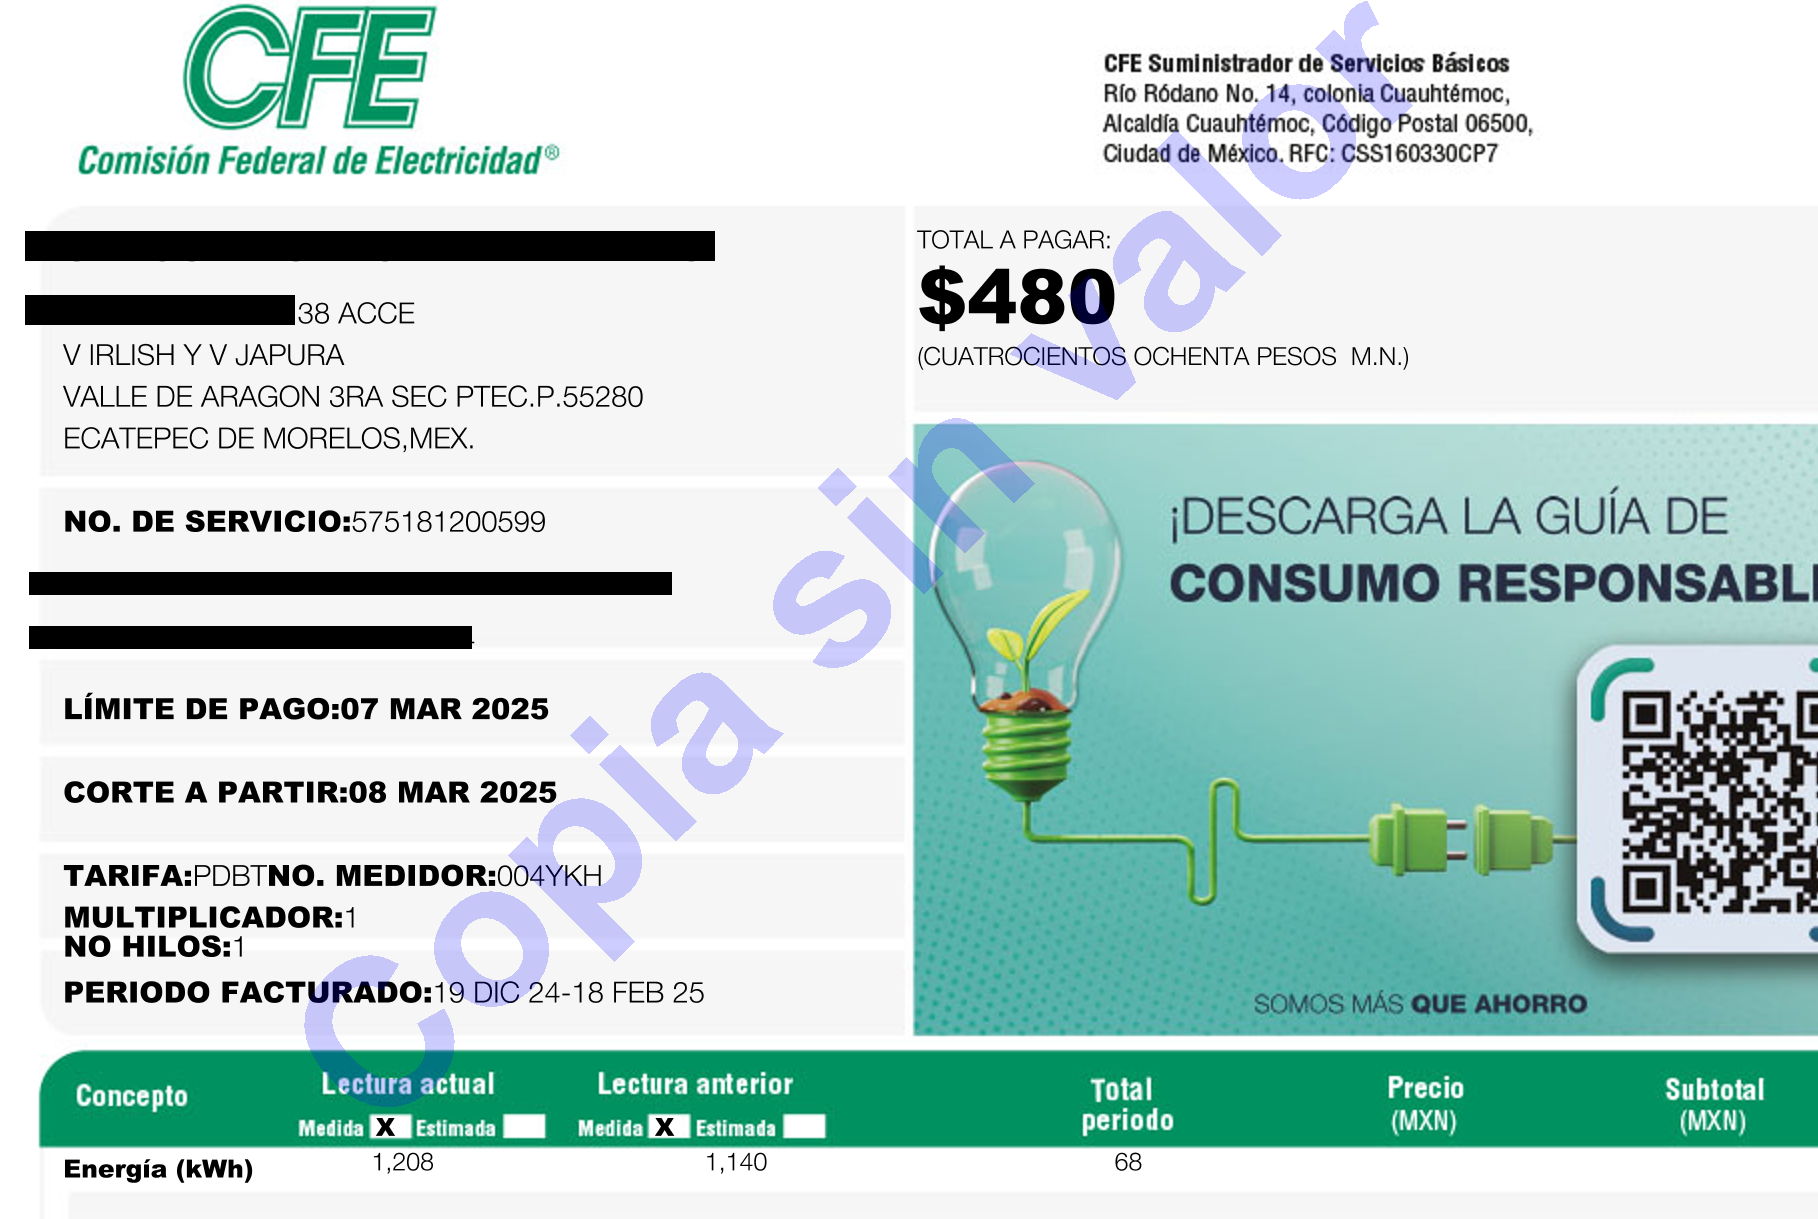 CFE
Comisión Federal de Electricidad®
CFE Suministrador de Servicios Básicos
Río Ródano No. 14, colonia Cuauhtémoc,
Alcaldía Cuauhtémoc, Código Postal 06500,
Ciudad de México. RFC: CSS160330CP7
38 ACCE
V IRLISH Y V JAPURA
VALLE DE ARAGON 3RA SEC PTEC.P.55280
ECATEPEC DE MORELOS,MEX.
TOTAL A PAGAR:
$480
(CUATROCIENTOS OCHENTA PESOS M.N.)
NO. DE SERVICIO:575181200599
LÍMITE DE PAGO:07 MAR 2025
CORTE A PARTIR:08 MAR 2025
TARIFA:PDBTNO. MEDIDOR:004YKH
MULTIPLICADOR:1
NO HILOS:1
PERIODO FACTURADO:19 DIC 24-18 FEB 25
¡DESCARGA LA GUÍA DE
CONSUMO RESPONSABL
SOMOS MÁS QUE AHORRO
Copia sin valor
Concepto
Lectura actual
Medida X Estimada
Lectura anterior
Medida X Estimada
Total
periodo
Precio
(MXN)
Subtotal
(MXN)
Energía (kWh) 1,208 1,140 68